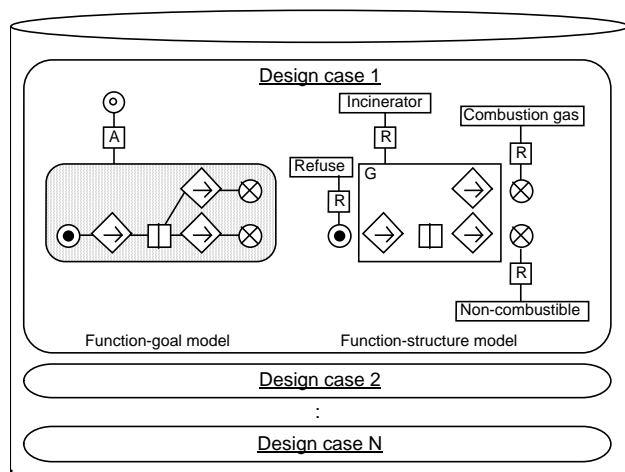 Design case 1
Incinerator
Combustion gas
A
R
R
Refuse
G
R
R
Non-combustible
Function-goal model
Function-structure model
Design case 2
:
Design case N